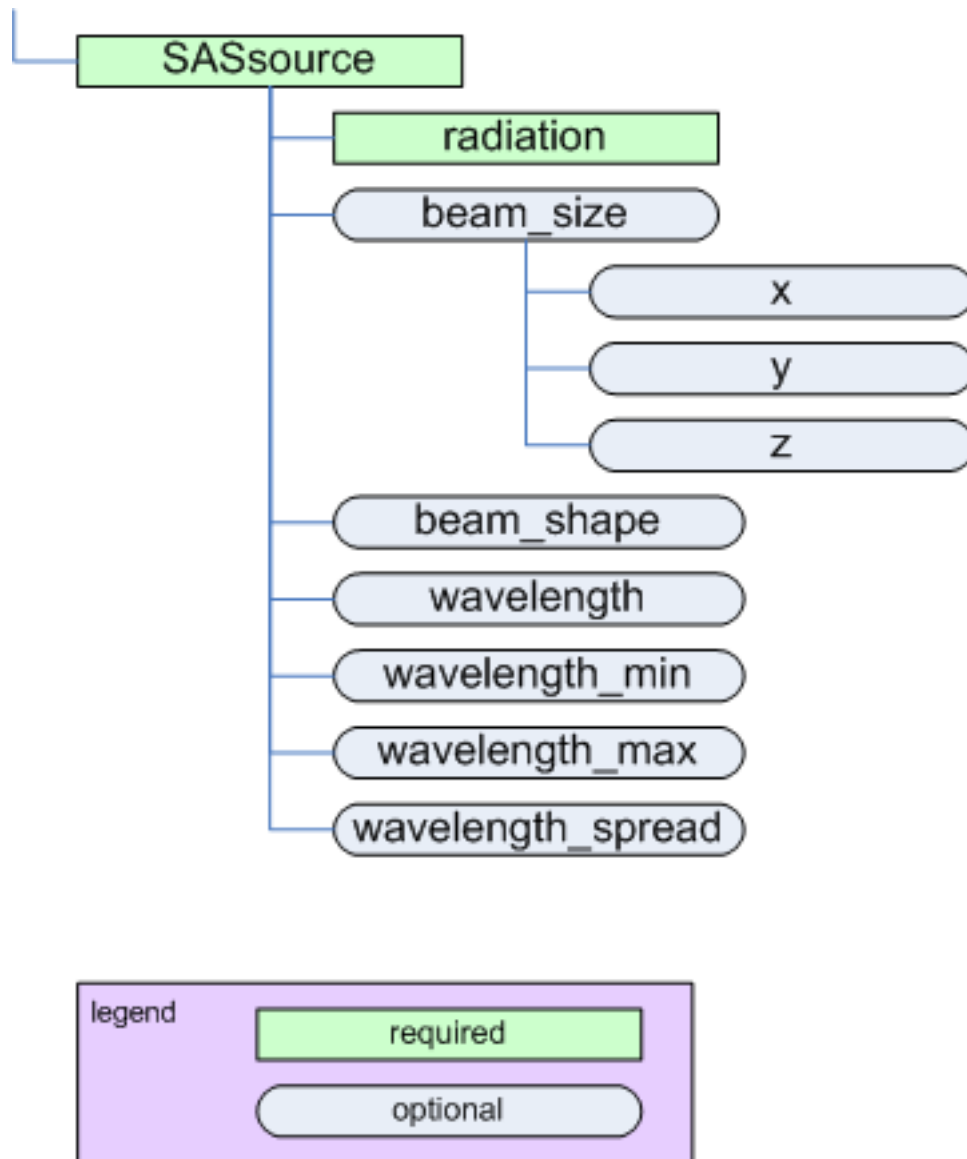 SASsource
radiation
beam_size
x
y
z
beam_shape
wavelength
wavelength_min
wavelength_max
wavelength_spread
legend
required
optional